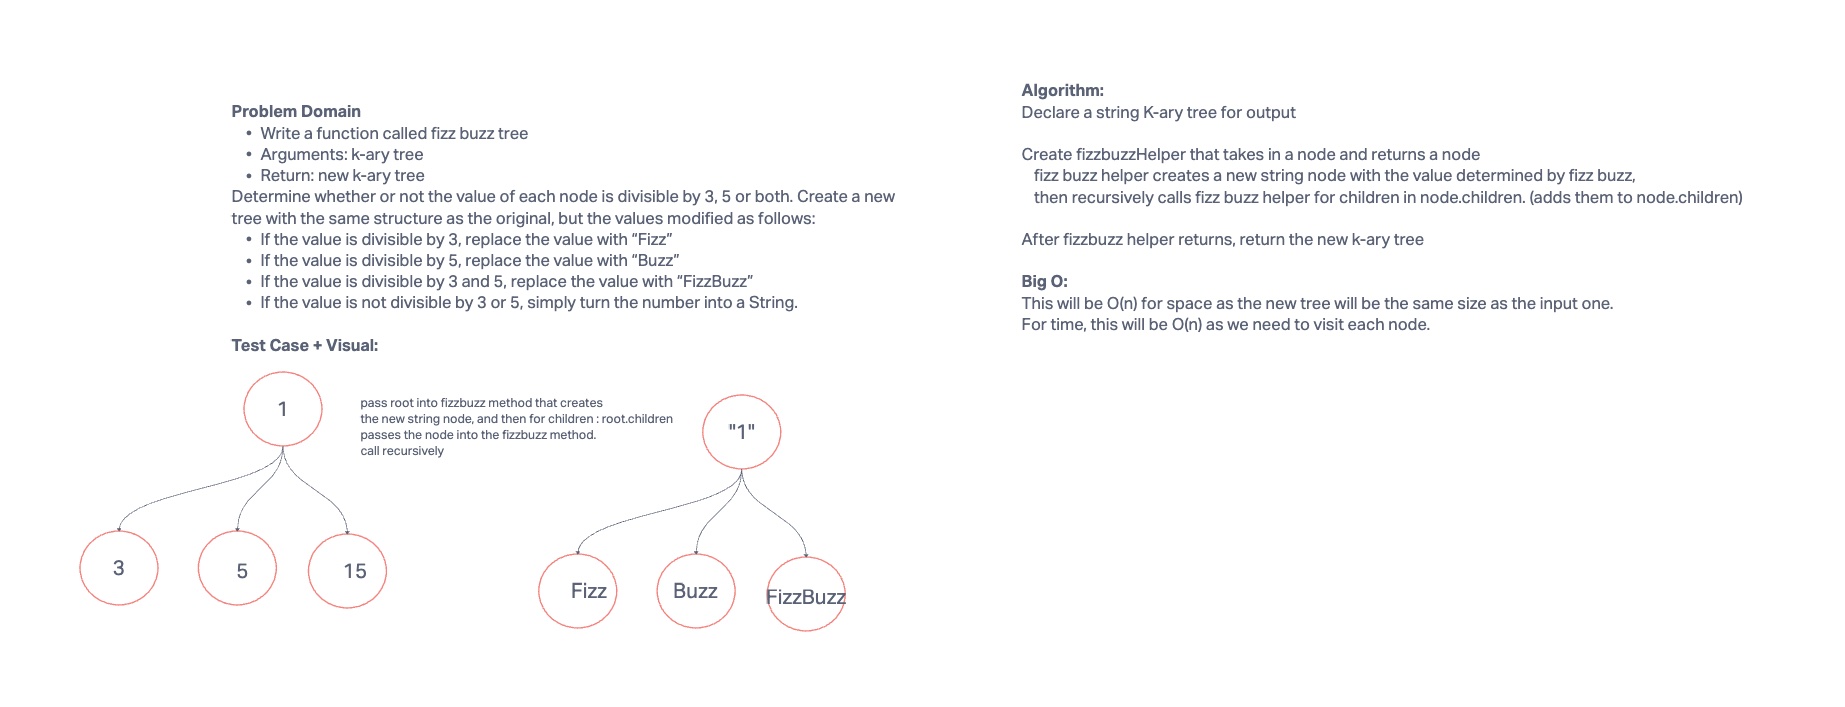 Problem Domain
• Write a function called fizz buzz tree
• Arguments: k-ary tree
• Return: new k-ary tree
Determine whether or not the value of each node is divisible by 3, 5 or both. Create a new
tree with the same structure as the original, but the values modified as follows:
• If the value is divisible by 3, replace the value with “Fizz”
• If the value is divisible by 5, replace the value with “Buzz”
• If the value is divisible by 3 and 5, replace the value with “FizzBuzz”
• If the value is not divisible by 3 or 5, simply turn the number into a String.
Test Case + Visual:
1
pass root into fizzbuzz method that creates
the new string node, and then for children : root.children
passes the node into the fizzbuzz method.
call recursively
"1"
3
5
15
Fizz
Buzz
FizzBuzz
Algorithm:
Declare a string K-ary tree for output
Create fizzbuzzHelper that takes in a node and returns a node
fizz buzz helper creates a new string node with the value determined by fizz buzz,
then recursively calls fizz buzz helper for children in node.children. (adds them to node.children)
After fizzbuzz helper returns, return the new k-ary tree
Big O:
This will be O(n) for space as the new tree will be the same size as the input one.
For time, this will be O(n) as we need to visit each node.